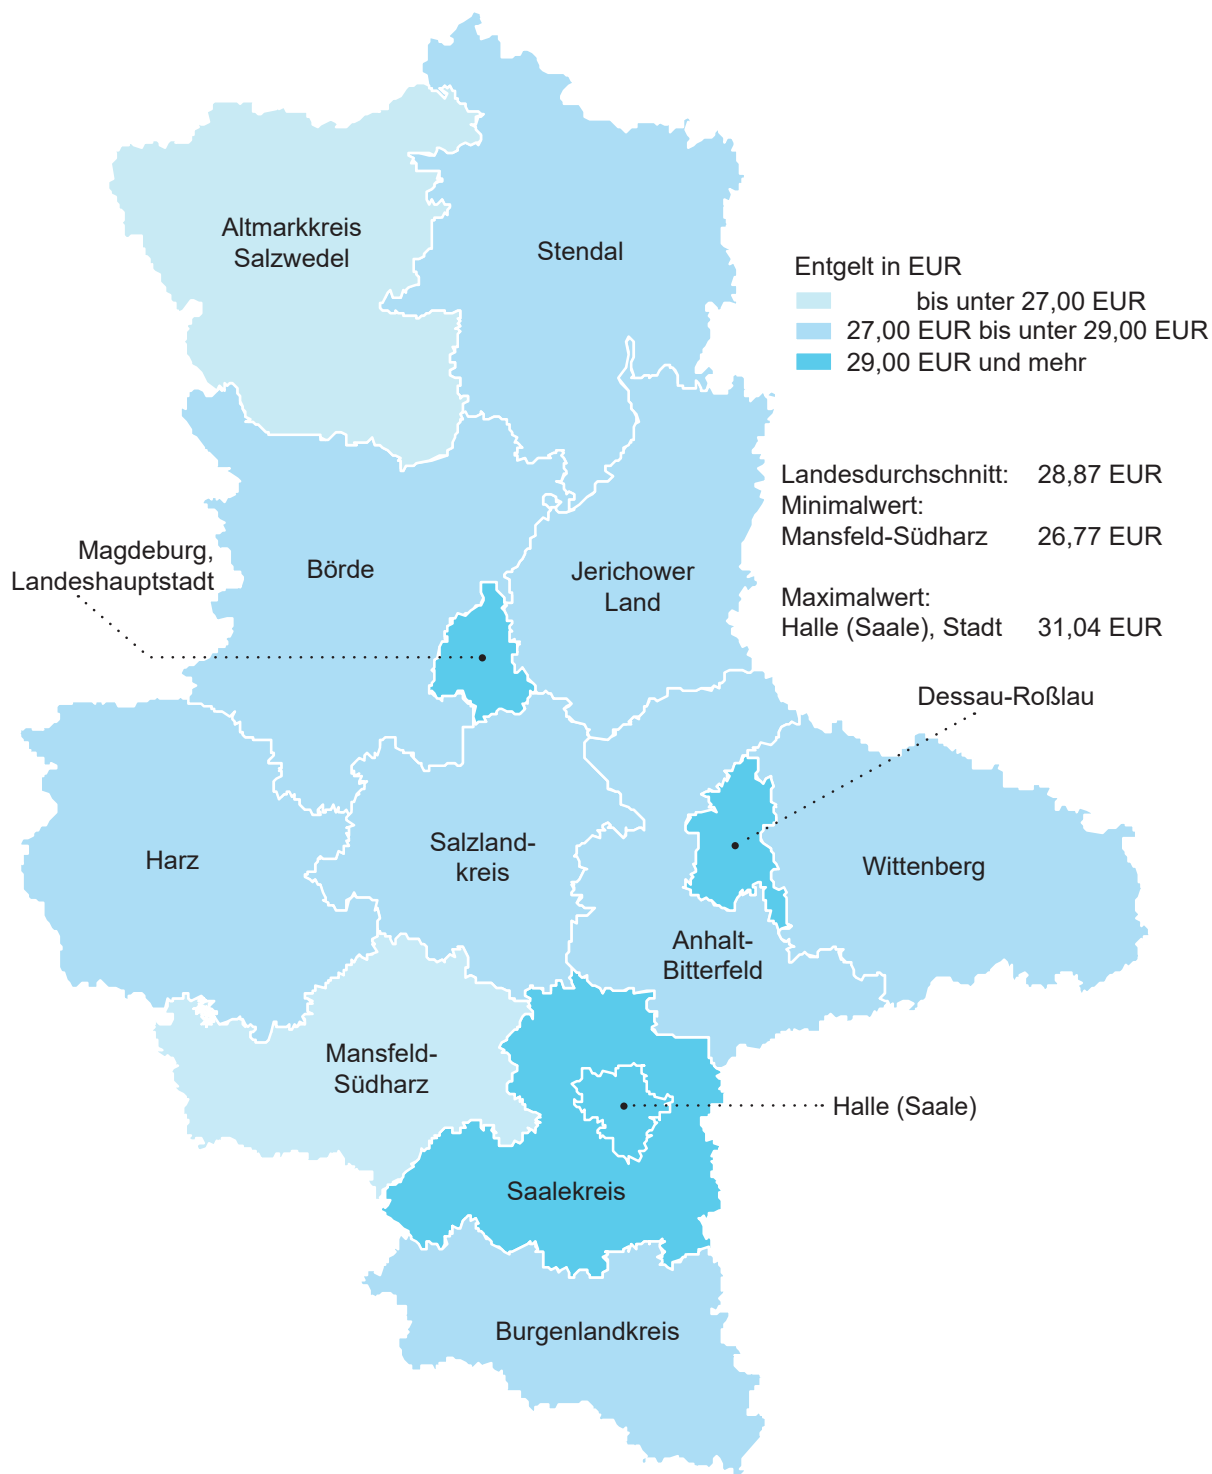 Altmarkkreis
Salzwedel
Stendal
Entgelt in EUR
bis unter 27,00 EUR
27,00 EUR bis unter 29,00 EUR
29,00 EUR und mehr
Landesdurchschnitt: 28,87 EUR
Minimalwert:
Mansfeld-Südharz 26,77 EUR
Maximalwert:
Halle (Saale), Stadt 31,04 EUR
Magdeburg,
Landeshauptstadt
Börde
Jerichower
Land
Dessau-Roßlau
Harz
Salzland-
kreis
Wittenberg
Anhalt-
Bitterfeld
Mansfeld-
Südharz
Halle (Saale)
Saalekreis
Burgenlandkreis